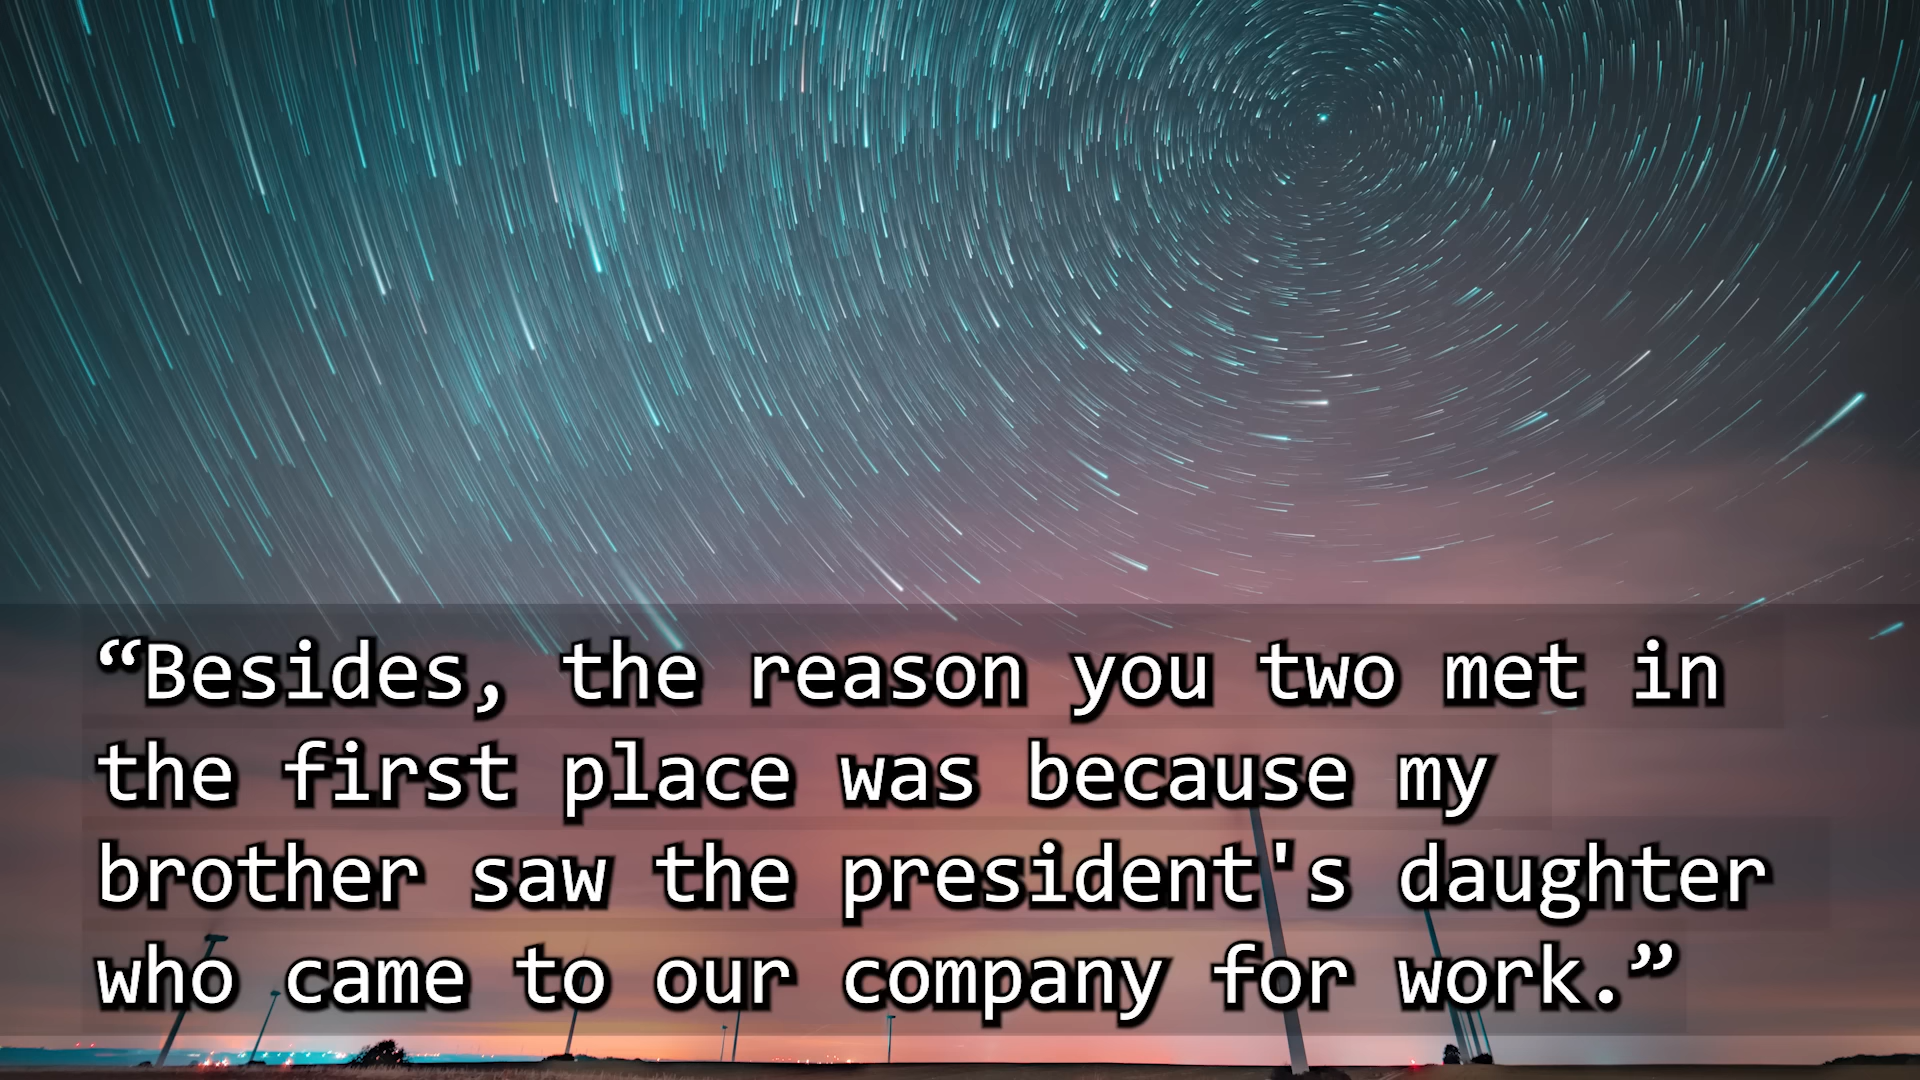 “Besides, the reason you two met in
the first place was because my
brother saw the president's daughter
who came to our company for work.”